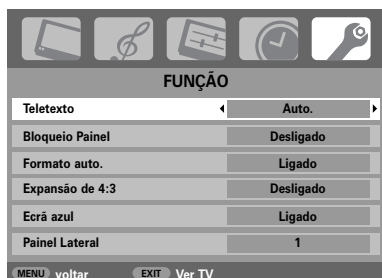 FUNÇÃO
Teletexto Auto.
Bloqueio Painel Desligado
Formato auto. Ligado
Expansão de 4:3 Desligado
Ecrã azul Ligado
Painel Lateral 1
MENU voltar EXIT Ver TV